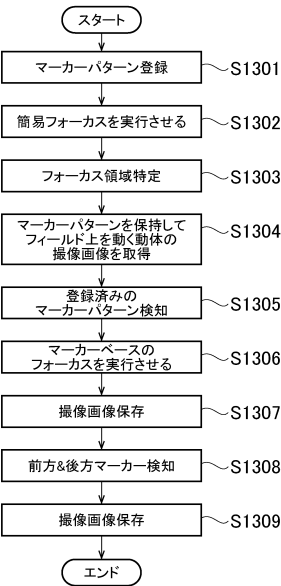 スタート
マーカーパターン登録 S1301
簡易フォーカスを実行させる S1302
フォーカス領域特定 S1303
マーカーパターンを保持して
フィールド上を動く動体の S1304
撮像画像を取得
登録済みの
マーカーパターン検知 S1305
マーカーベースの
フォーカスを実行させる S1306
撮像画像保存 S1307
前方&後方マーカー検知 S1308
撮像画像保存 S1309
エンド